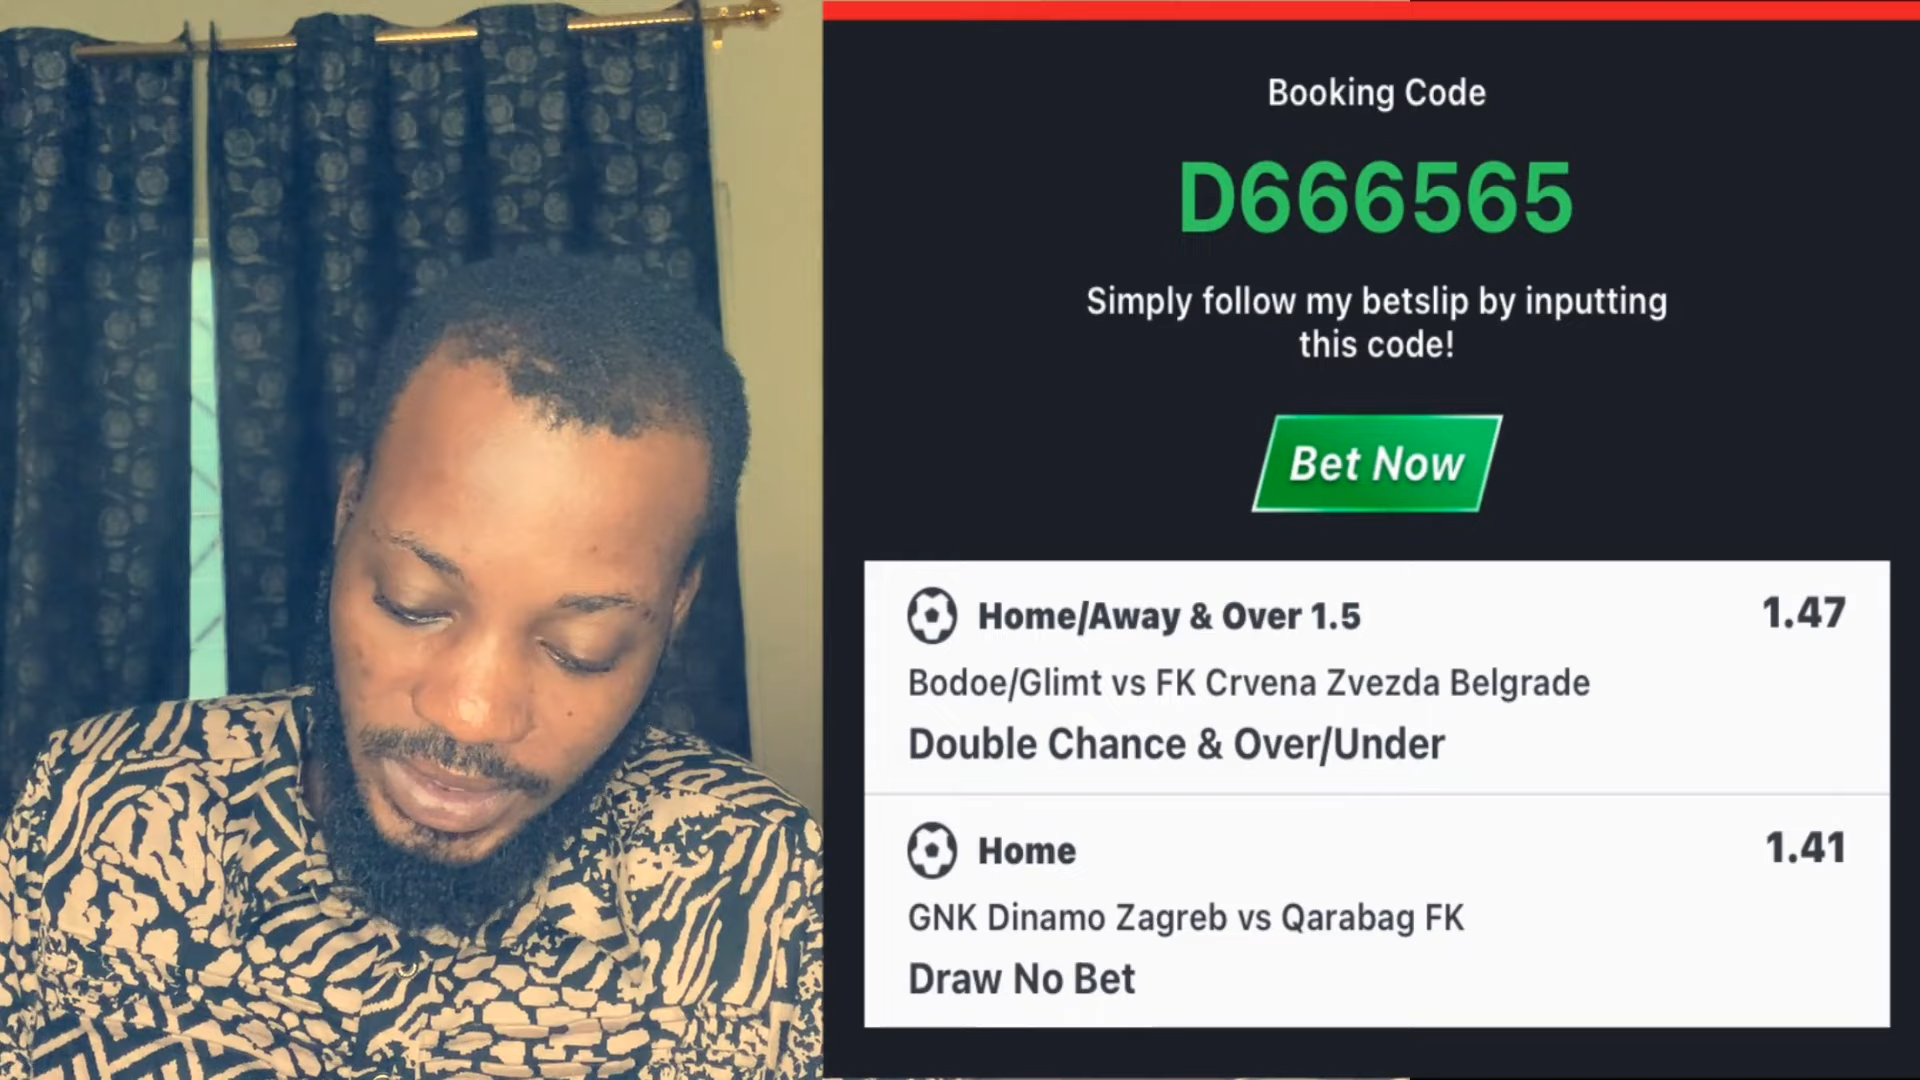 Booking Code
D666565
Simply follow my betslip by inputting
this code!
Bet Now
Home/Away & Over 1.5 1.47
Bodoe/Glimt vs FK Crvena Zvezda Belgrade
Double Chance & Over/Under
Home 1.41
GNK Dinamo Zagreb vs Qarabag FK
Draw No Bet